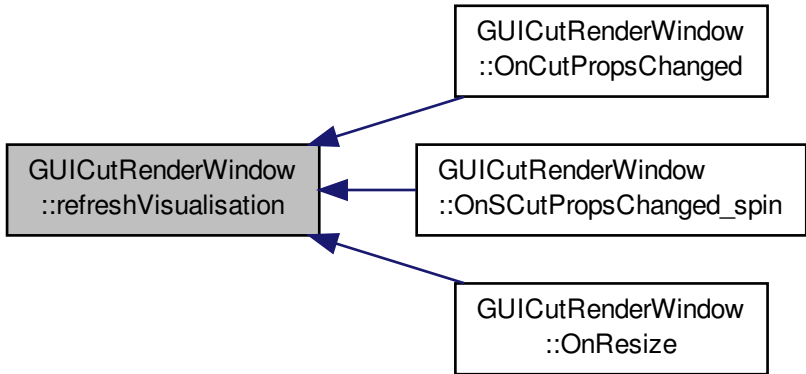 GUICutRenderWindow
::OnCutPropsChanged
GUICutRenderWindow
::refreshVisualisation
GUICutRenderWindow
::OnSCutPropsChanged_spin
GUICutRenderWindow
::OnResize